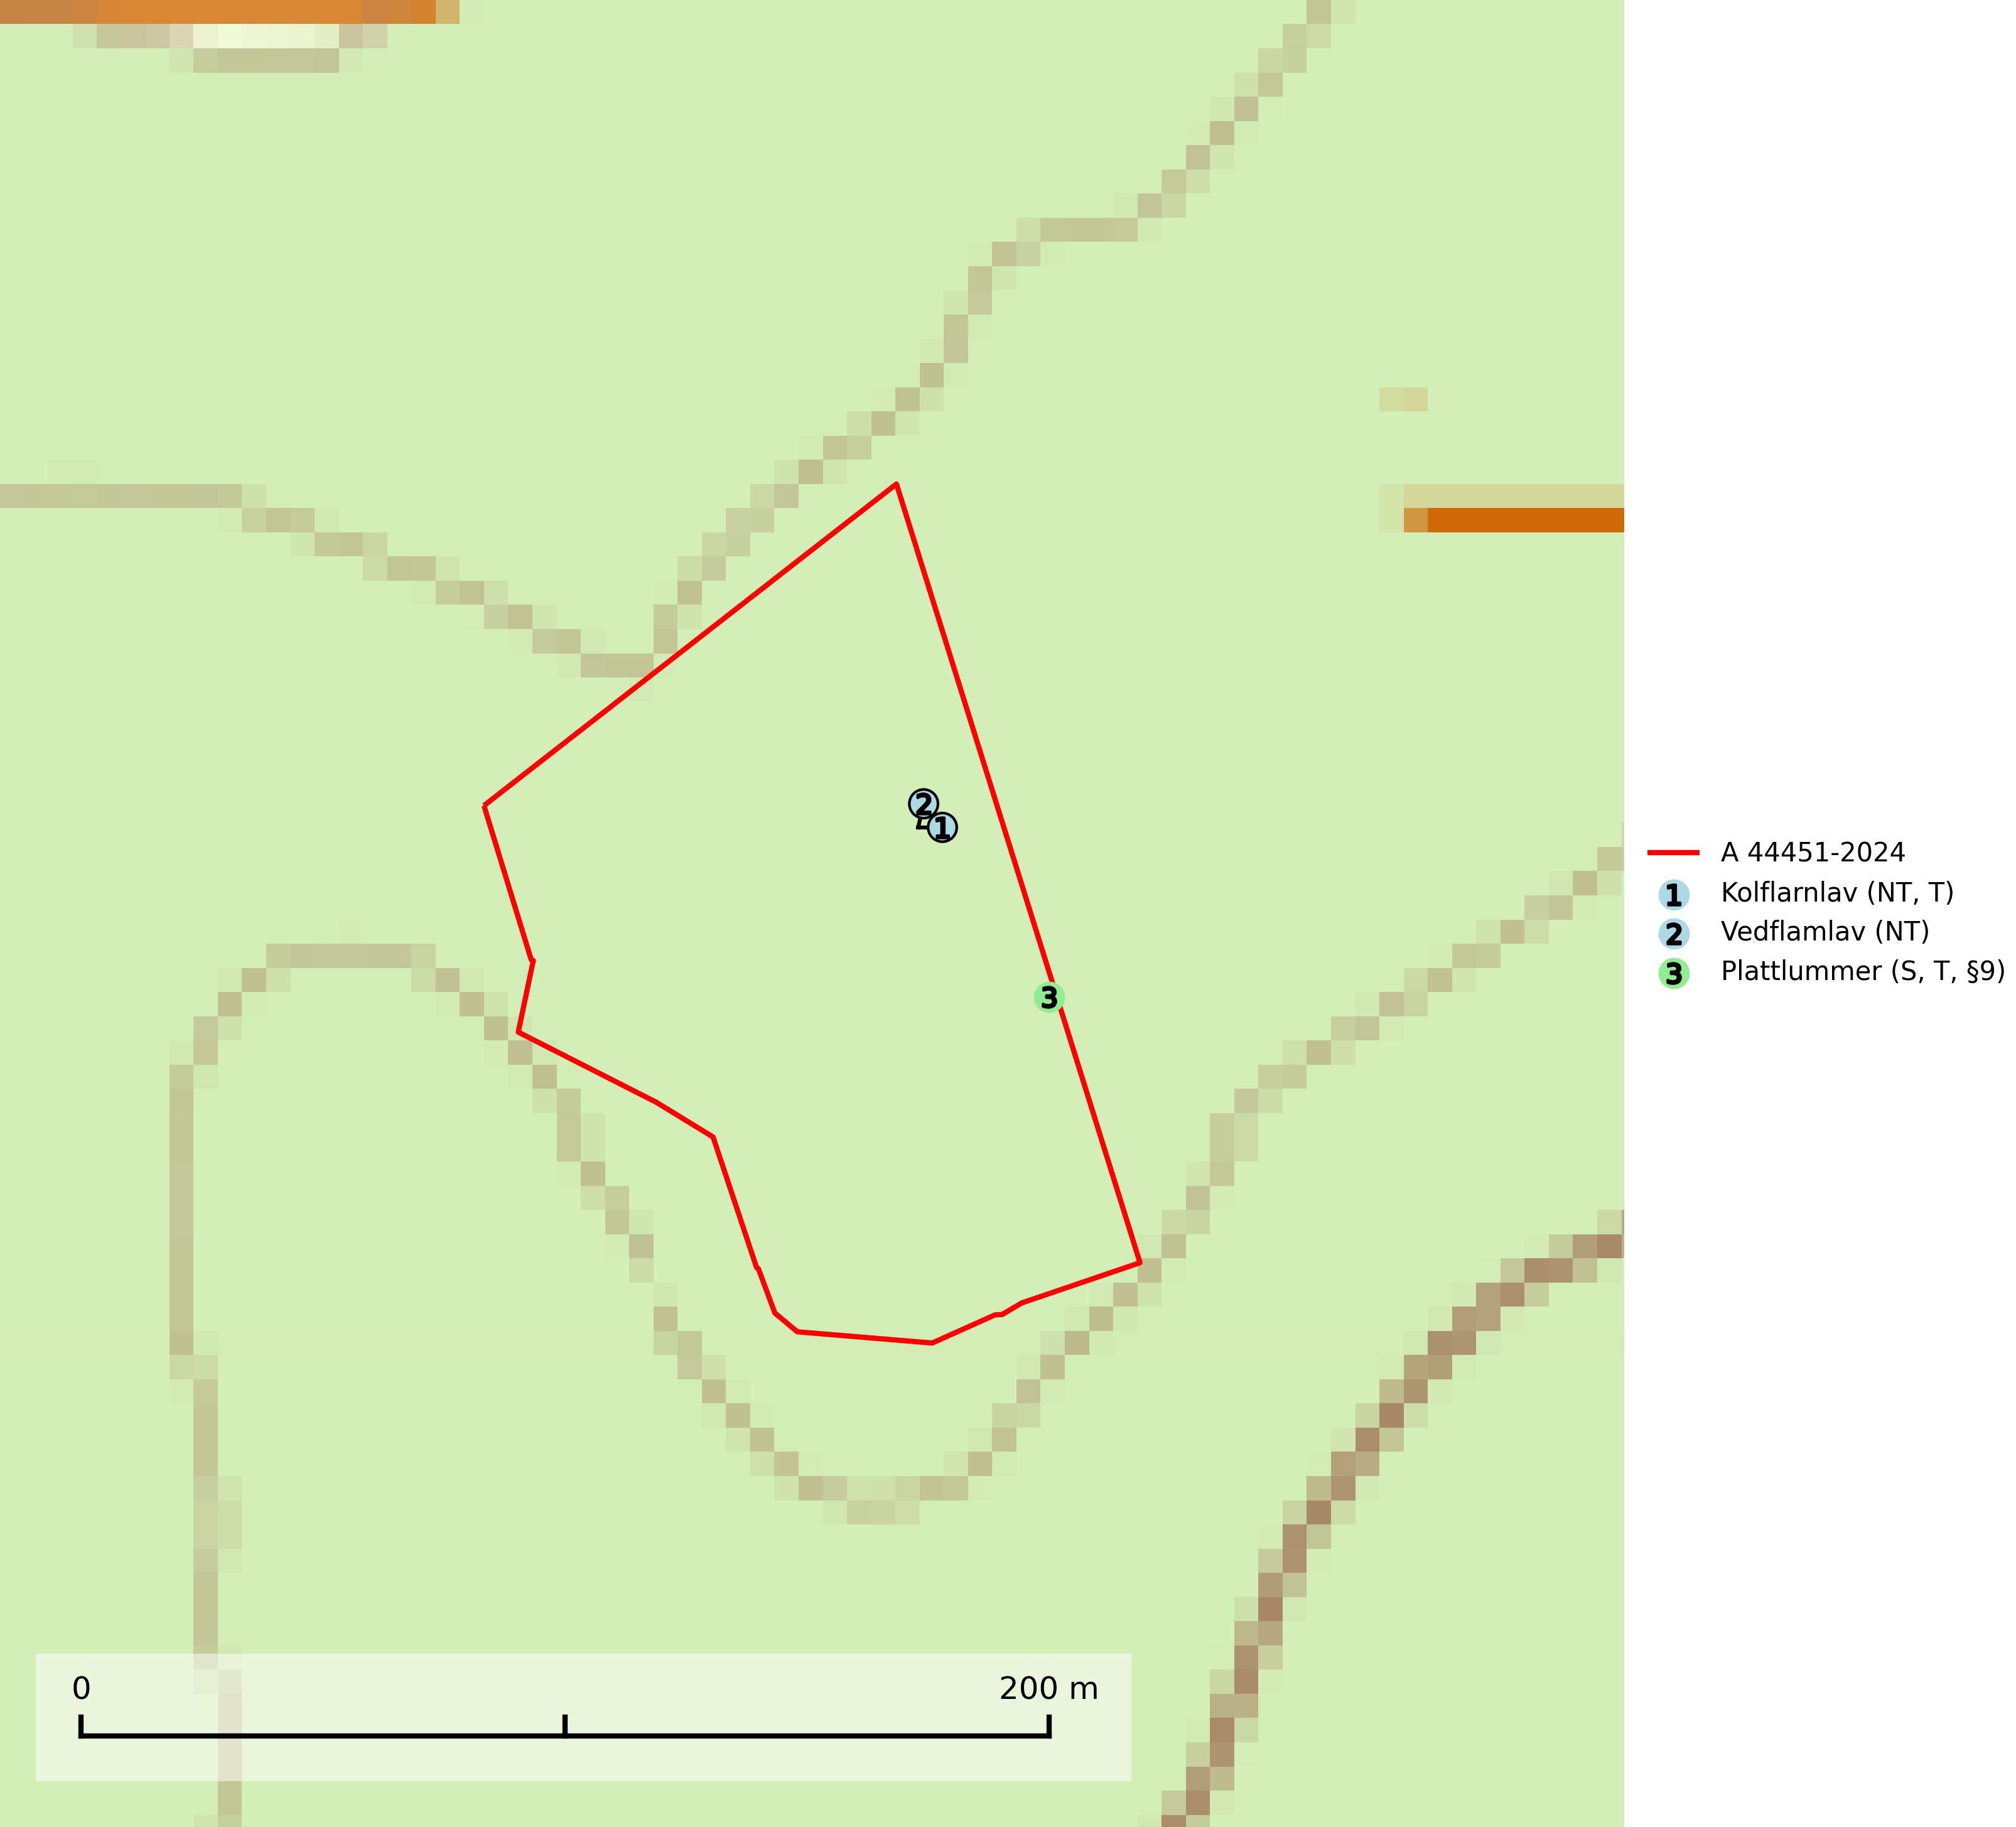 2
1
3
A 44451-2024
1 Kolflarnlav (NT, T)
2 Vedflamlav (NT)
3 Plattlummer (S, T, §9)
0 200 m